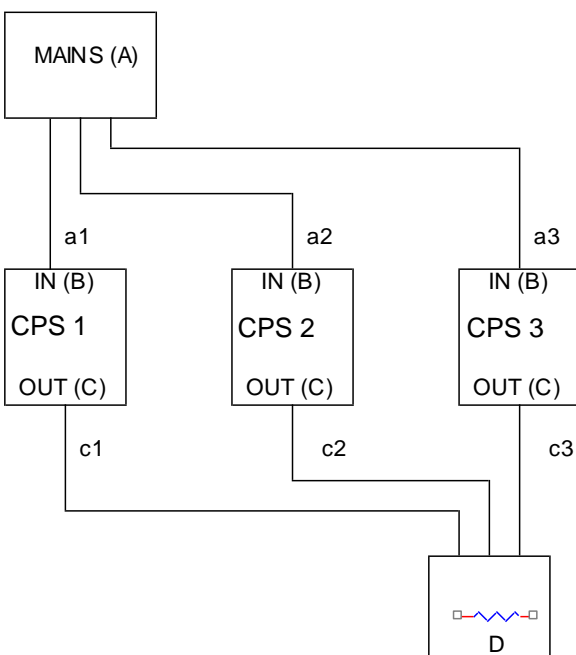 MAINS (A)
a1
a2
a3
IN (B)
IN (B)
IN (B)
CPS 1
CPS 2
CPS 3
OUT (C)
OUT (C)
OUT (C)
c1
c2
c3
D